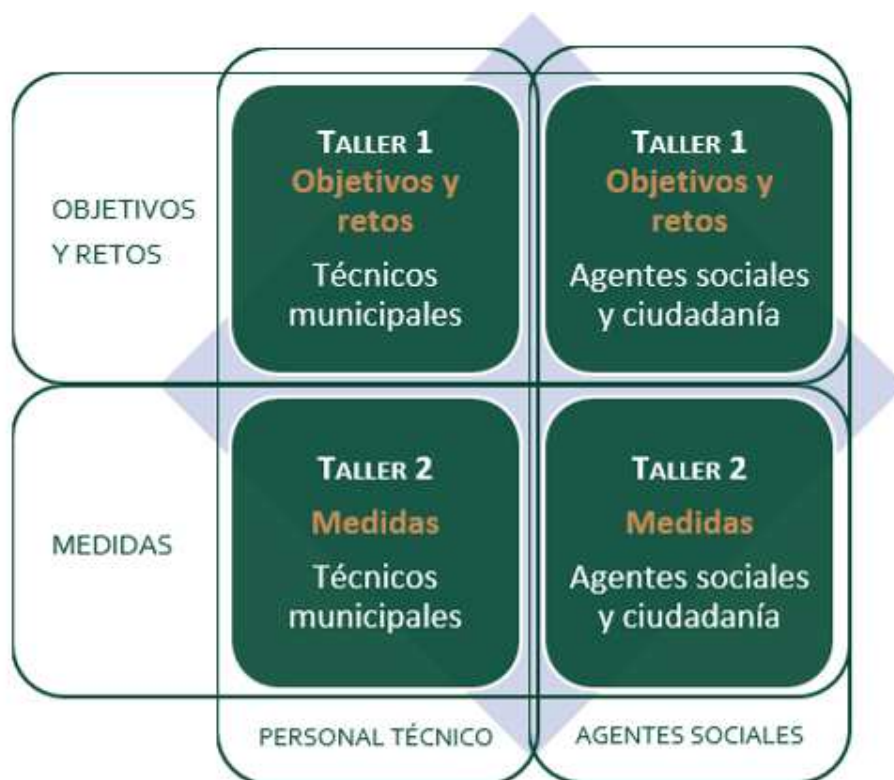 OBJETIVOS
Y RETOS
TALLER 1
Objetivos y
retos
Técnicos
municipales
TALLER 1
Objetivos y
retos
Agentes sociales
y ciudadanía
MEDIDAS
TALLER 2
Medidas
Técnicos
municipales
TALLER 2
Medidas
Agentes sociales
y ciudadanía
PERSONAL TÉCNICO
AGENTES SOCIALES